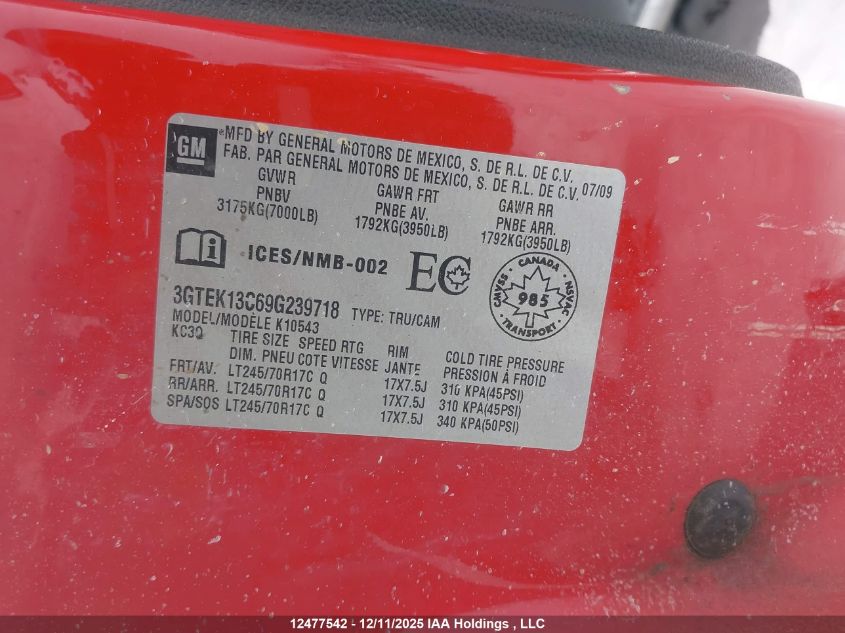 GM
*MFD BY GENERAL MOTORS DE MEXICO, S. DE R.L. DE C.V.
FAB. PAR GENERAL MOTORS DE MEXICO, S. DE R.L. DE C.V. 07/09
GVWR GAWR FRT GAWR RR
PNBV PNBE AV. PNBE ARR.
3175KG(7000LB) 1792KG(3950LB) 1792KG(3950LB)
i ICES/NMB-002 EC
CANADA
CMVSS 985 NSVAC
TRANSPORT
3GTEK13C69G239718 TYPE: TRU/CAM
MODEL/MODÈLE K10543
KC3Q TIRE SIZE SPEED RTG RIM COLD TIRE PRESSURE
DIM. PNEU COTE VITESSE JANTE PRESSION À FROID
FRT/AV. LT245/70R17C Q 17X7.5J 310 KPA(45PSI)
RR/ARR. LT245/70R17C Q 17X7.5J 310 KPA(45PSI)
SPA/SOS LT245/70R17C Q 17X7.5J 340 KPA(50PSI)
12477542 - 12/11/2025 IAA Holdings , LLC